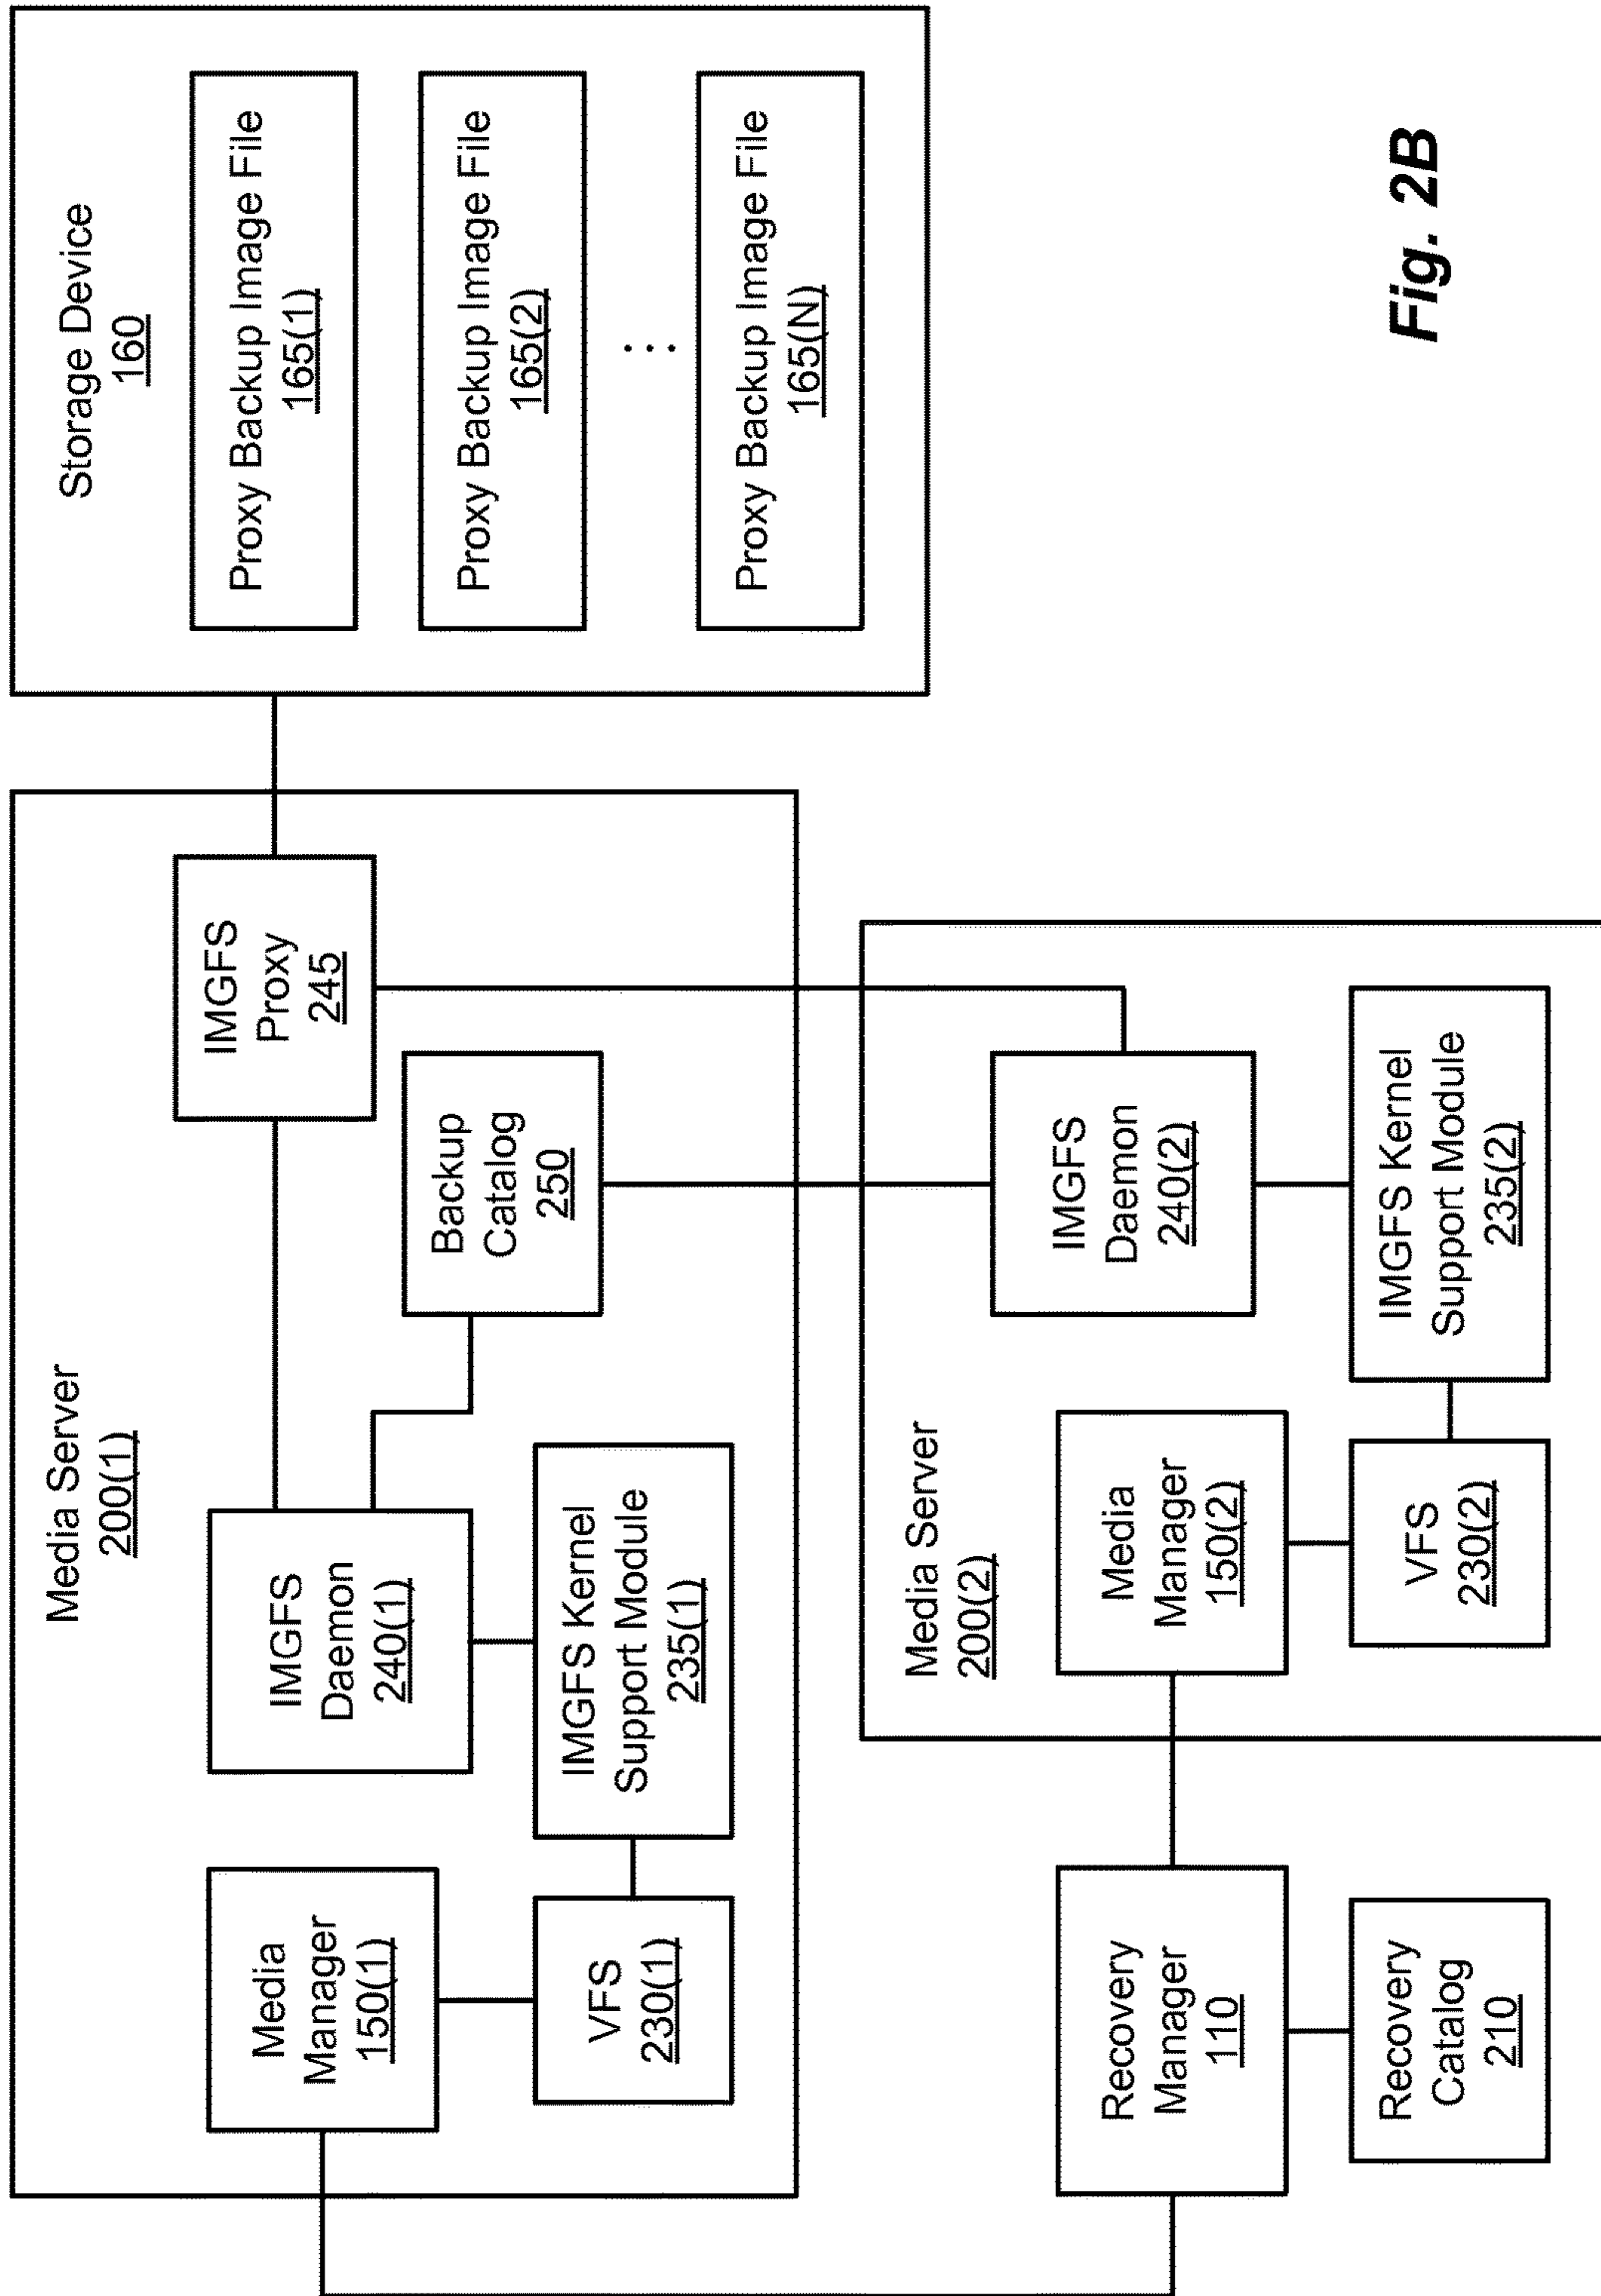 Media Server
200(1)
Media
Manager
150(1)
VFS
230(1)
IMGFS
Daemon
240(1)
IMGFS Kernel
Support Module
235(1)
Backup
Catalog
250
IMGFS
Proxy
245
Storage Device
160
Proxy Backup Image File
165(1)
Proxy Backup Image File
165(2)
...
Proxy Backup Image File
165(N)
Recovery
Manager
110
Recovery
Catalog
210
Media Server
200(2)
Media
Manager
150(2)
VFS
230(2)
IMGFS
Daemon
240(2)
IMGFS Kernel
Support Module
235(2)
Fig. 2B